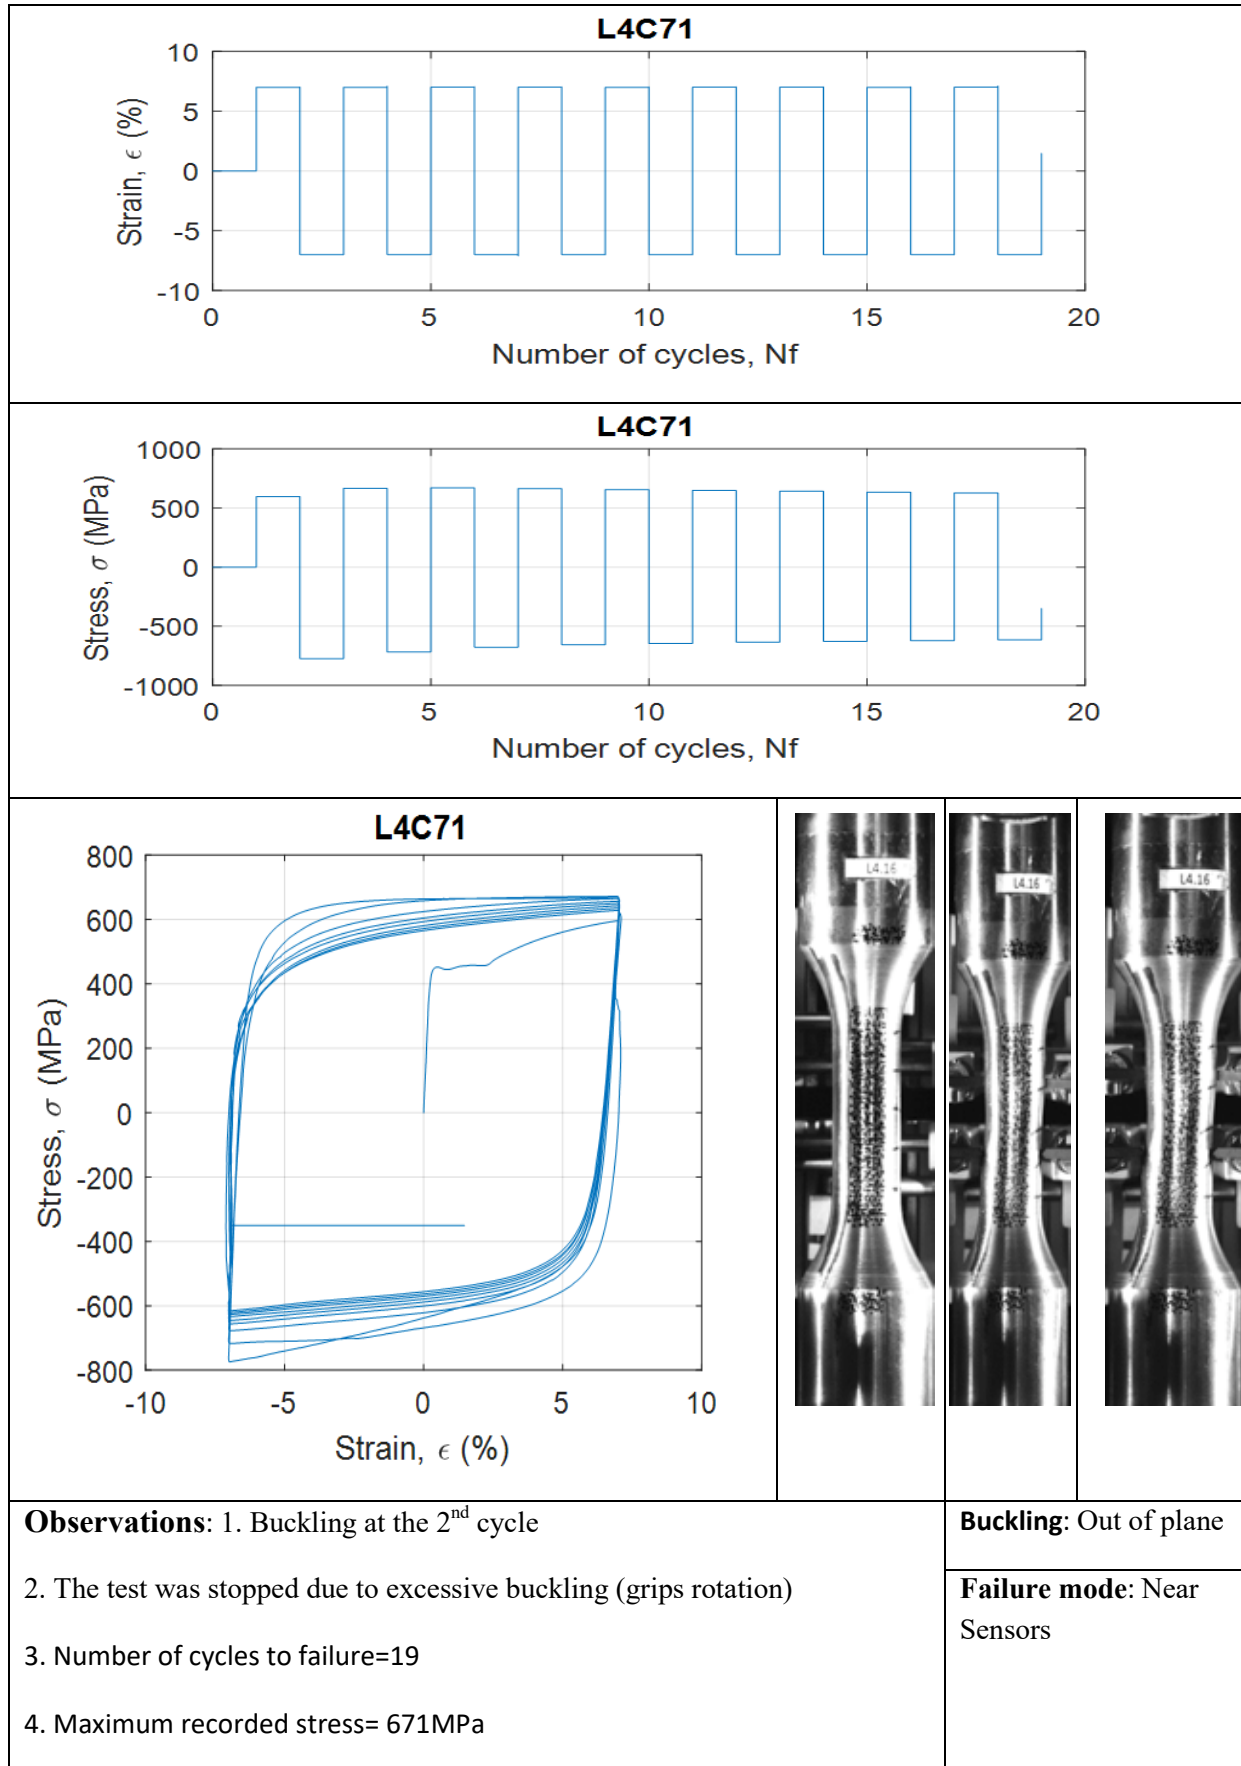 L4C71
10
5
0
-5
-10
Strain, ϵ (%)
0 5 10 15 20
Number of cycles, Nf
L4C71
1000
500
0
-500
-1000
Stress, σ (MPa)
0 5 10 15 20
Number of cycles, Nf
L4C71
800
600
400
200
0
-200
-400
-600
-800
Stress, σ (MPa)
-10 -5 0 5 10
Strain, ϵ (%)
L4.16
L4.16
L4.16
Observations: 1. Buckling at the 2nd cycle
2. The test was stopped due to excessive buckling (grips rotation)
3. Number of cycles to failure=19
4. Maximum recorded stress= 671MPa
Buckling: Out of plane
Failure mode: Near
Sensors